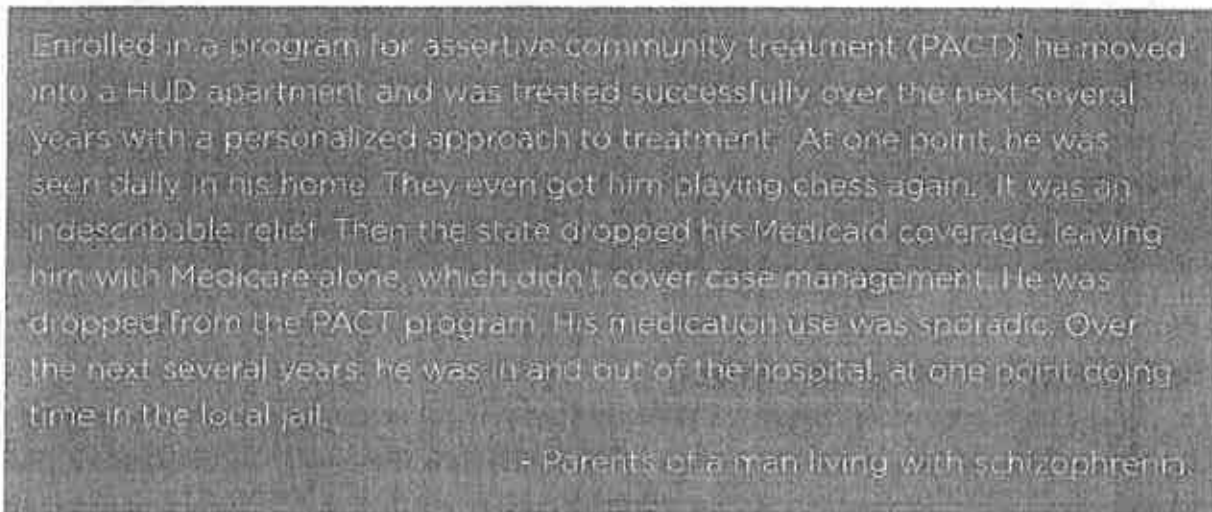 Enrolled in a program for assertive community treatment (PACT), he moved
into a HUD apartment and was treated successfully over the next several
years with a personalized approach to treatment. At one point, he was
seen daily in his home. They even got him playing chess again. It was an
indescribable relief. Then the state dropped his Medicaid coverage, leaving
him with Medicare alone, which didn't cover case management. He was
dropped from the PACT program. His medication use was sporadic. Over
the next several years, he was in and out of the hospital, at one point doing
time in the local jail.
- Parents of a man living with schizophrenia.